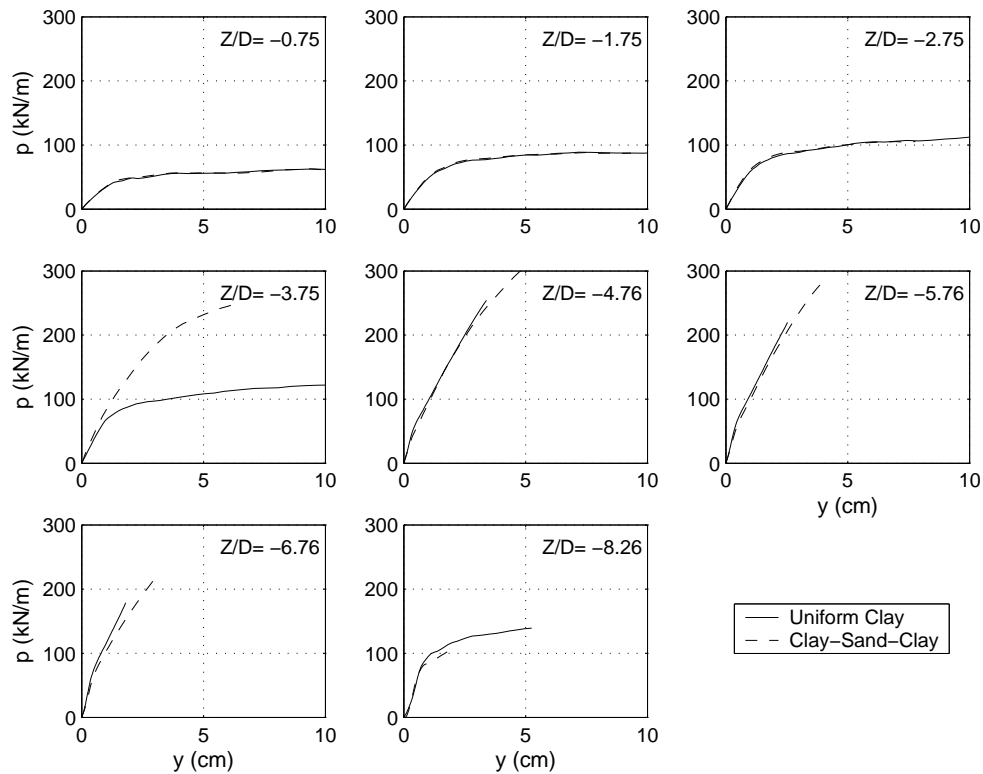 300
Z/D= −0.75
200
p (kN/m)
100
0
0 5 10
300
Z/D= −1.75
200
100
0
0 5 10
300
Z/D= −2.75
200
100
0
0 5 10
300
Z/D= −3.75
200
p (kN/m)
100
0
0 5 10
300
Z/D= −4.76
200
100
0
0 5 10
300
Z/D= −5.76
200
100
0
0 5 10
y (cm)
300
Z/D= −6.76
200
p (kN/m)
100
0
0 5 10
y (cm)
300
Z/D= −8.26
200
100
0
0 5 10
y (cm)
Uniform Clay
Clay−Sand−Clay